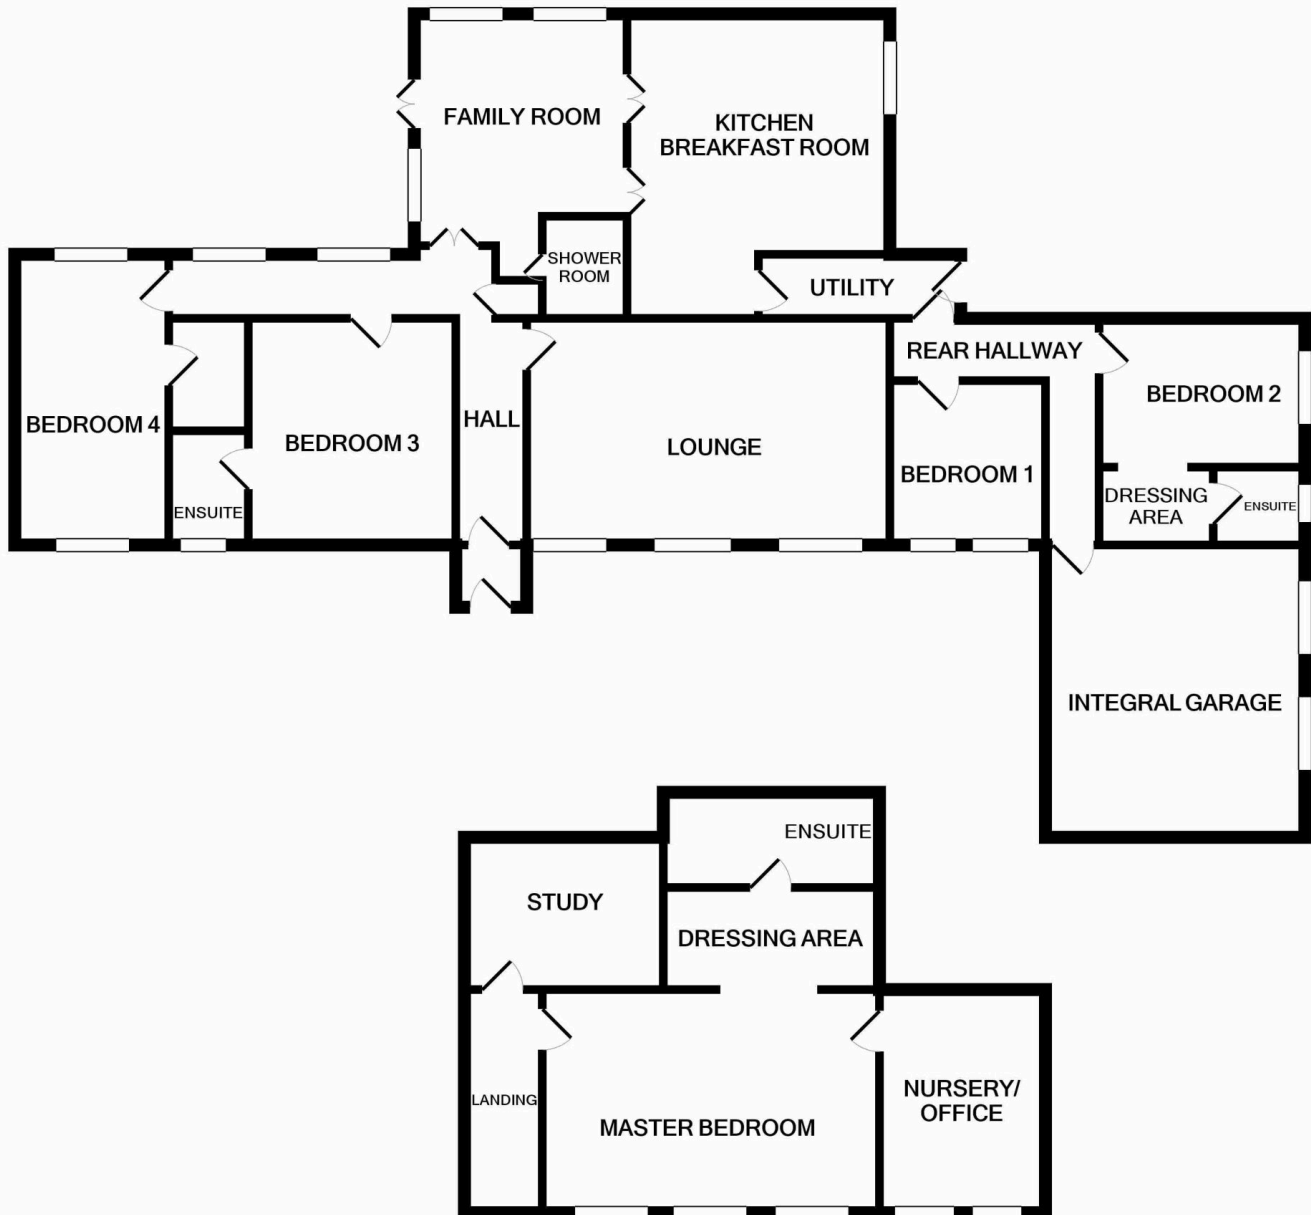 FAMILY ROOM
KITCHEN
BREAKFAST ROOM
SHOWER
ROOM
UTILITY
REAR HALLWAY
BEDROOM 2
BEDROOM 4
BEDROOM 3
HALL
LOUNGE
BEDROOM 1
ENSUITE
DRESSING
AREA
ENSUITE
INTEGRAL GARAGE
ENSUITE
STUDY
DRESSING AREA
LANDING
MASTER BEDROOM
NURSERY/
OFFICE